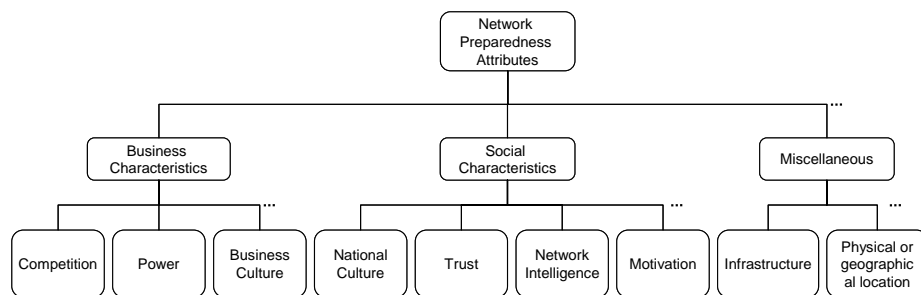 Network
Preparedness
Attributes
...
Business
Characteristics
Social
Characteristics
Miscellaneous
...
...
...
Competition
Power
Business
Culture
National
Culture
Trust
Network
Intelligence
Motivation
Infrastructure
Physical or
geographic
al location